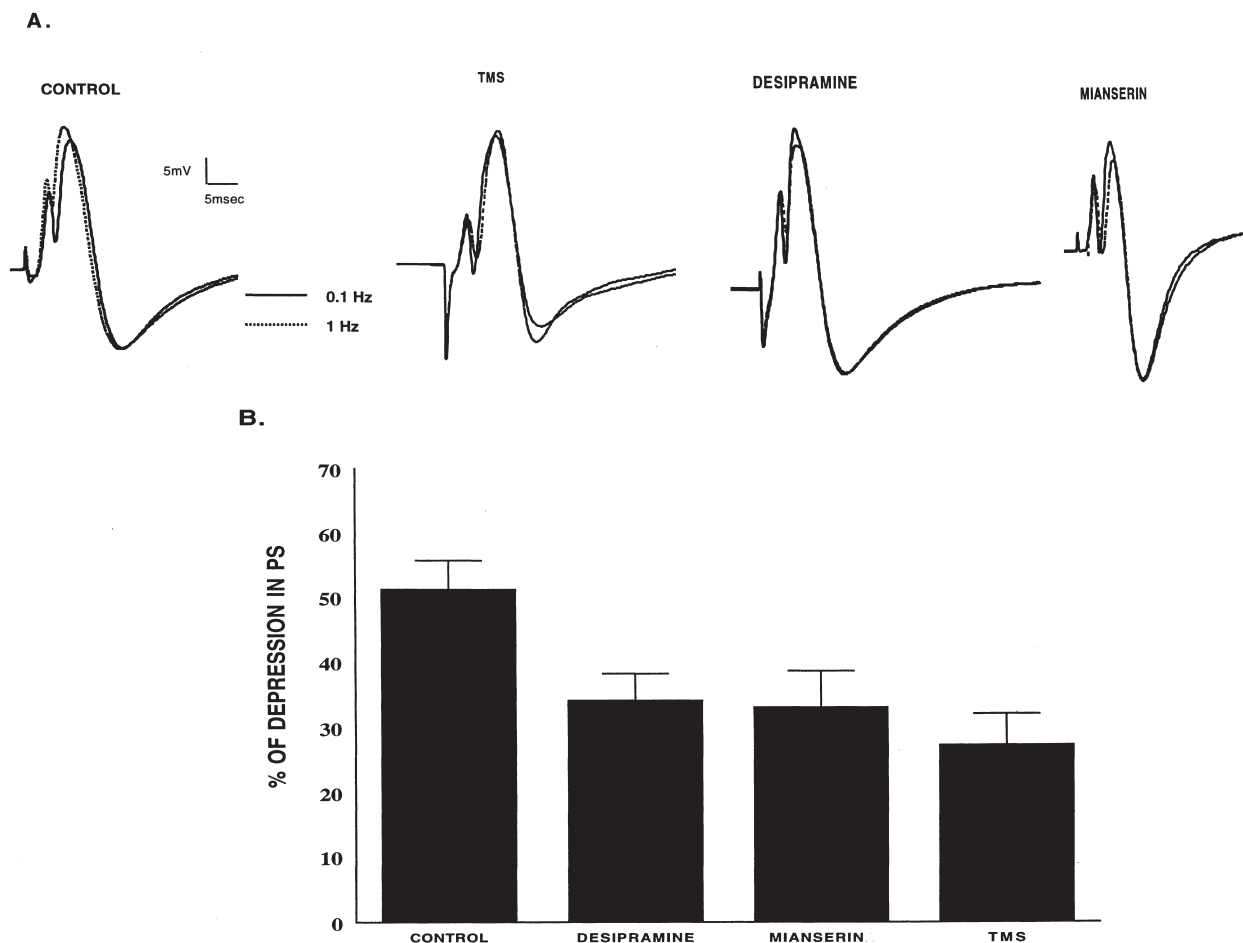 A.
CONTROL
TMS
DESIPRAMINE
MIANSERIN
5mV
5msec
0.1 Hz
1 Hz
B.
% OF DEPRESSION IN PS
70
60
50
40
30
20
10
0
CONTROL
DESIPRAMINE
MIANSERIN
TMS